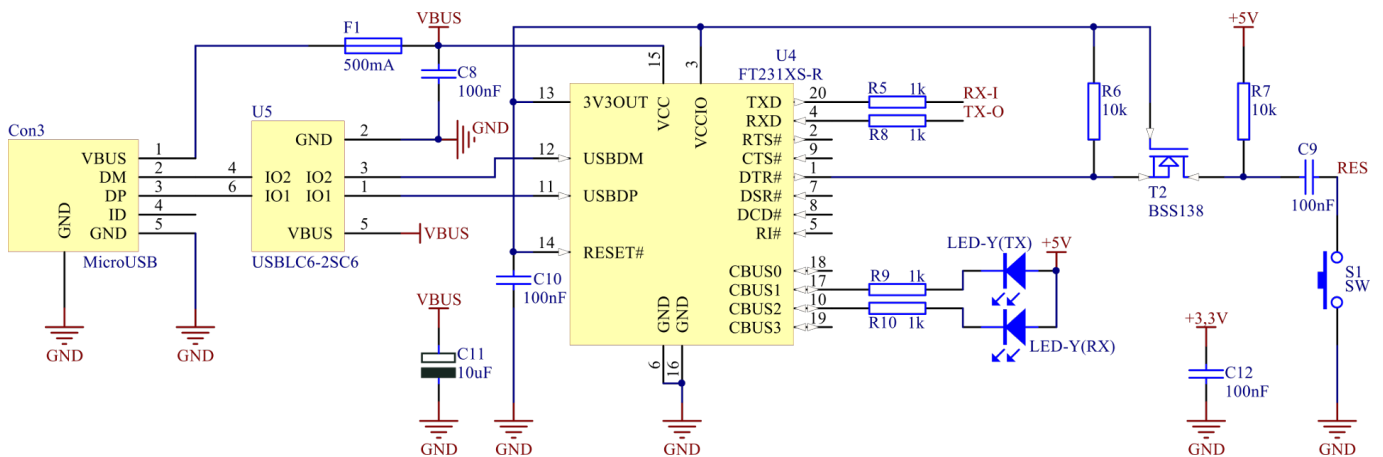 VBUS
F1
500mA
C8
100nF
GND
U4
FT231XS-R
15
VCC
3
VCCIO
13
3V3OUT
12
USBDM
11
USBDP
14
RESET#
TXD
20
RXD
4
RTS#
2
CTS#
9
DTR#
1
DSR#
7
DCD#
8
RI#
5
CBUS0
18
CBUS1
17
CBUS2
10
CBUS3
19
GND
GND
6
16
GND
Con3
VBUS
1
DM
2
DP
3
ID
4
GND
5
GND
MicroUSB
GND
GND
U5
GND
2
4
IO2
IO2
3
6
IO1
IO1
1
VBUS
5
VBUS
USBLC6-2SC6
VBUS
C11
10uF
GND
C10
100nF
GND
R5
1k
RX-I
TX-O
R8
1k
R9
1k
R10
1k
LED-Y(TX)
+5V
LED-Y(RX)
R6
10k
+5V
R7
10k
T2
BSS138
C9
100nF
RES
S1
SW
GND
+3,3V
C12
100nF
GND